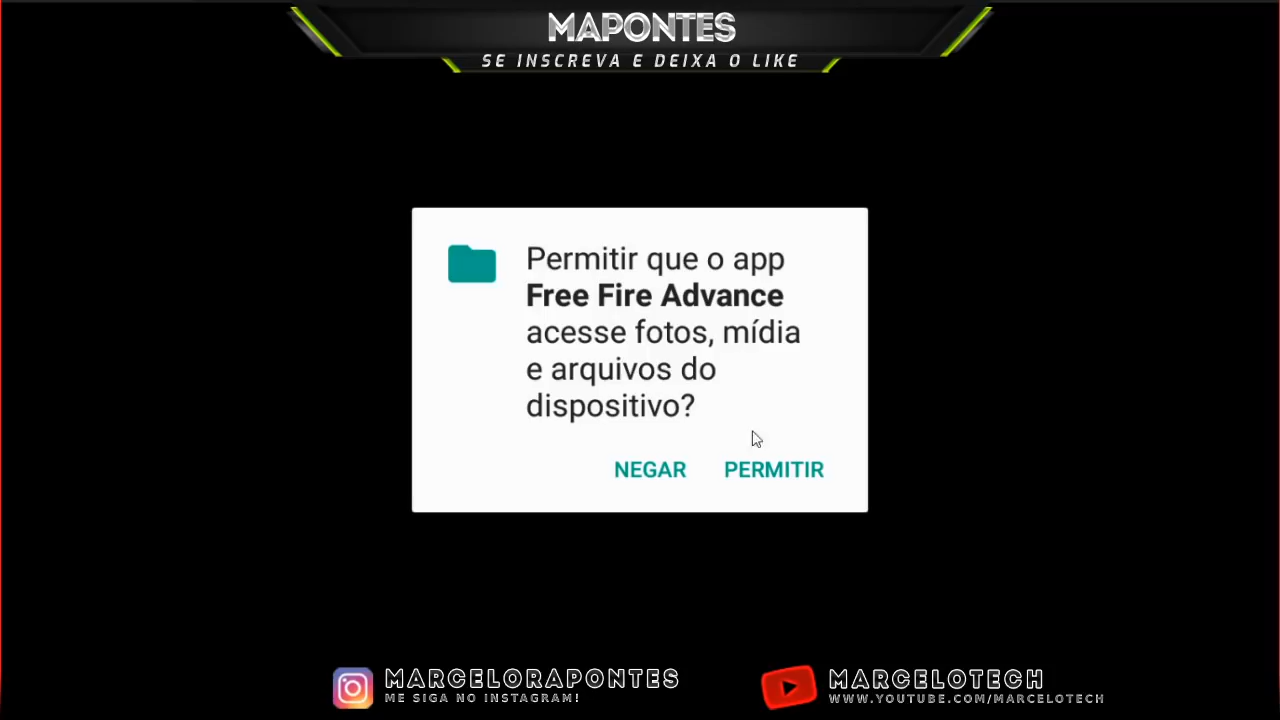 MAPONTES
SE INSCREVA E DEIXA O LIKE
Permitir que o app
Free Fire Advance
acesse fotos, mídia
e arquivos do
dispositivo?
NEGAR PERMITIR
MARCELORAPONTES
ME SIGA NO INSTAGRAM!
MARCELOTECH
WWW.YOUTUBE.COM/MARCELOTECH